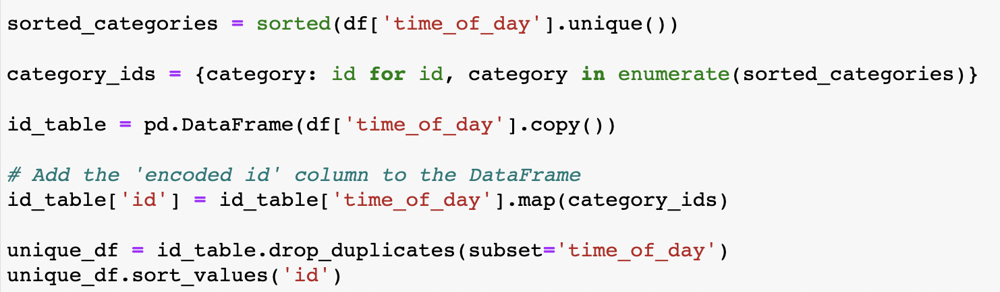 sorted_categories = sorted(df['time_of_day'].unique())
category_ids = {category: id for id, category in enumerate(sorted_categories)}
id_table = pd.DataFrame(df['time_of_day'].copy())
# Add the 'encoded id' column to the DataFrame
id_table['id'] = id_table['time_of_day'].map(category_ids)
unique_df = id_table.drop_duplicates(subset='time_of_day')
unique_df.sort_values('id')